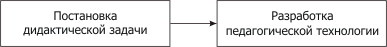 Постановка
дидактической задачи
Разработка
педагогической технологии